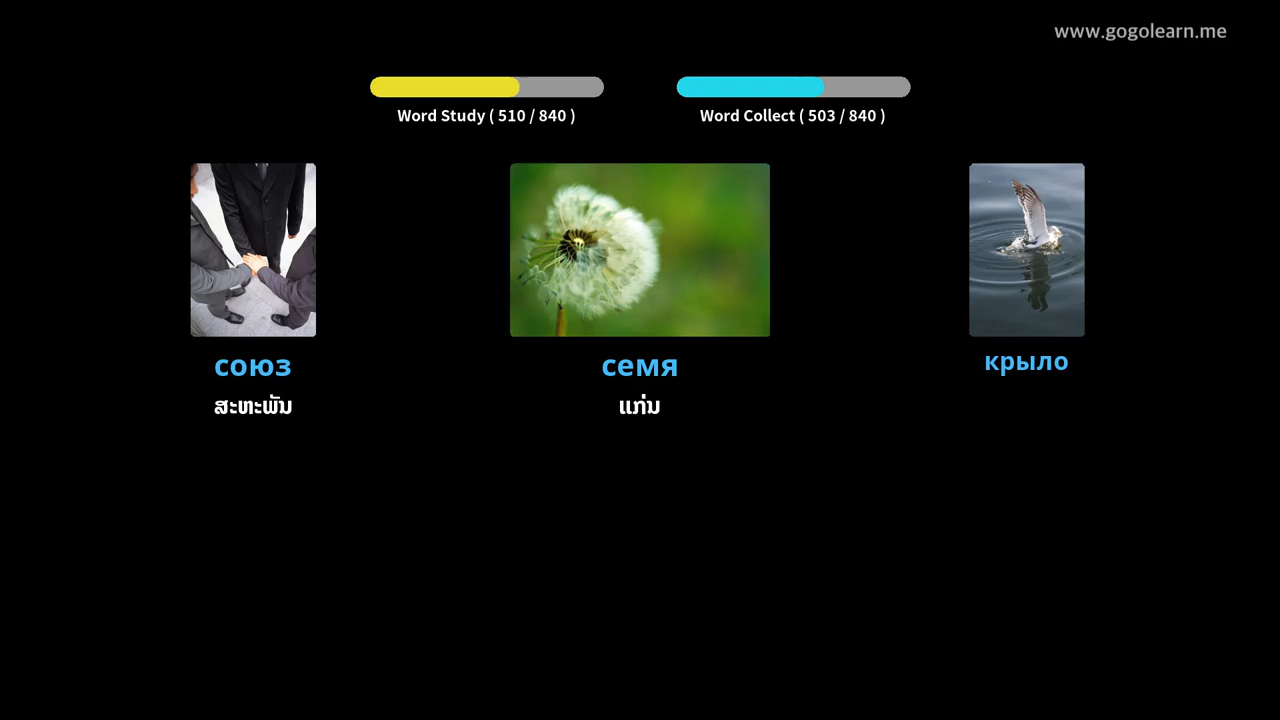 www.gogolearn.me
Word Study ( 510 / 840 )
Word Collect ( 503 / 840 )
союз
семя
крыло
ສະຫະພັນ
ແກ່ນ